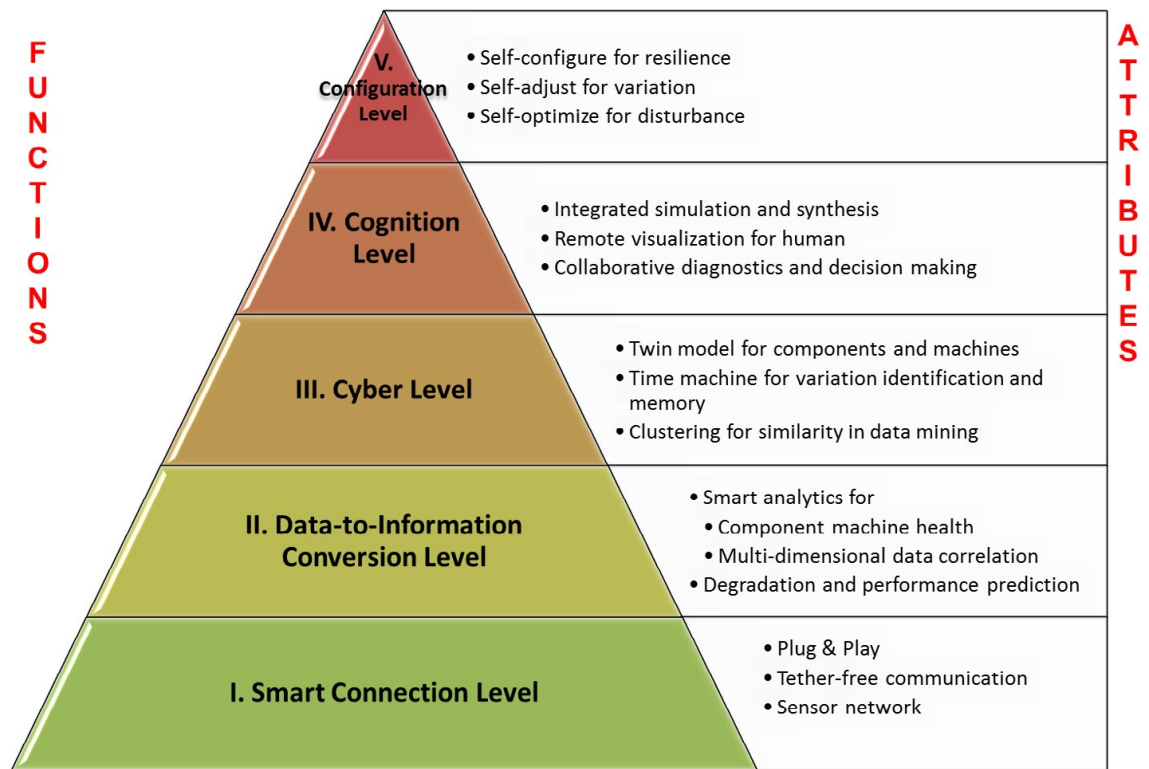 FUNCTIONS
ATTRIBUTES
V.
Configuration
Level
• Self-configure for resilience
• Self-adjust for variation
• Self-optimize for disturbance
IV. Cognition
Level
• Integrated simulation and synthesis
• Remote visualization for human
• Collaborative diagnostics and decision making
III. Cyber Level
• Twin model for components and machines
• Time machine for variation identification and
memory
• Clustering for similarity in data mining
II. Data-to-Information
Conversion Level
• Smart analytics for
• Component machine health
• Multi-dimensional data correlation
• Degradation and performance prediction
I. Smart Connection Level
• Plug & Play
• Tether-free communication
• Sensor network